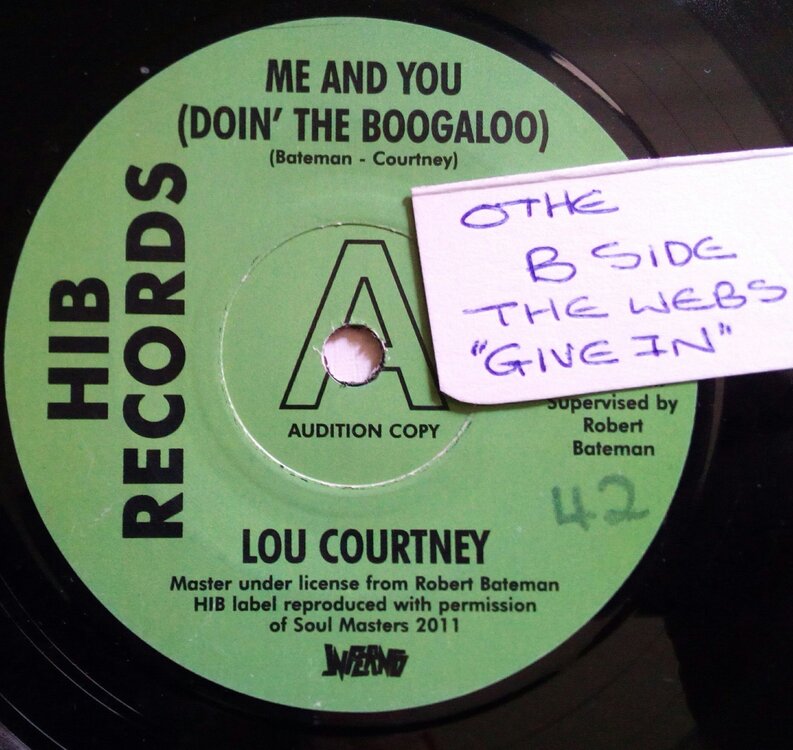 ME AND YOU
(DOIN' THE BOOGALOO)
(Bateman - Courtney)
HIB
RECORDS
A
AUDITION COPY
OTHE
B SIDE
THE WEBS
"GIVE IN"
Supervised by
Robert
Bateman
42
LOU COURTNEY
Master under license from Robert Bateman
HIB label reproduced with permission
of Soul Masters 2011
INFERNO